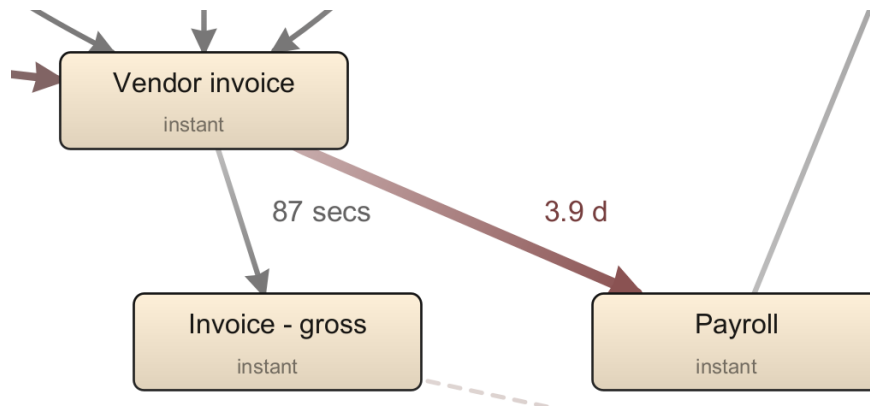 Vendor invoice
instant
87 secs
3.9 d
Invoice - gross
instant
Payroll
instant